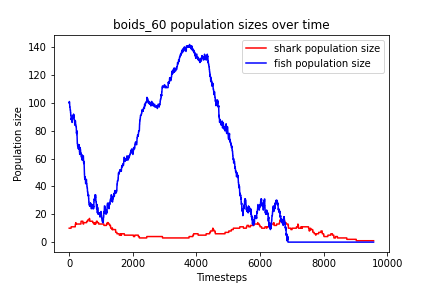 boids_60 population sizes over time
shark population size
fish population size
Population size
140
120
100
80
60
40
20
0
0
2000
4000
6000
8000
10000
Timesteps